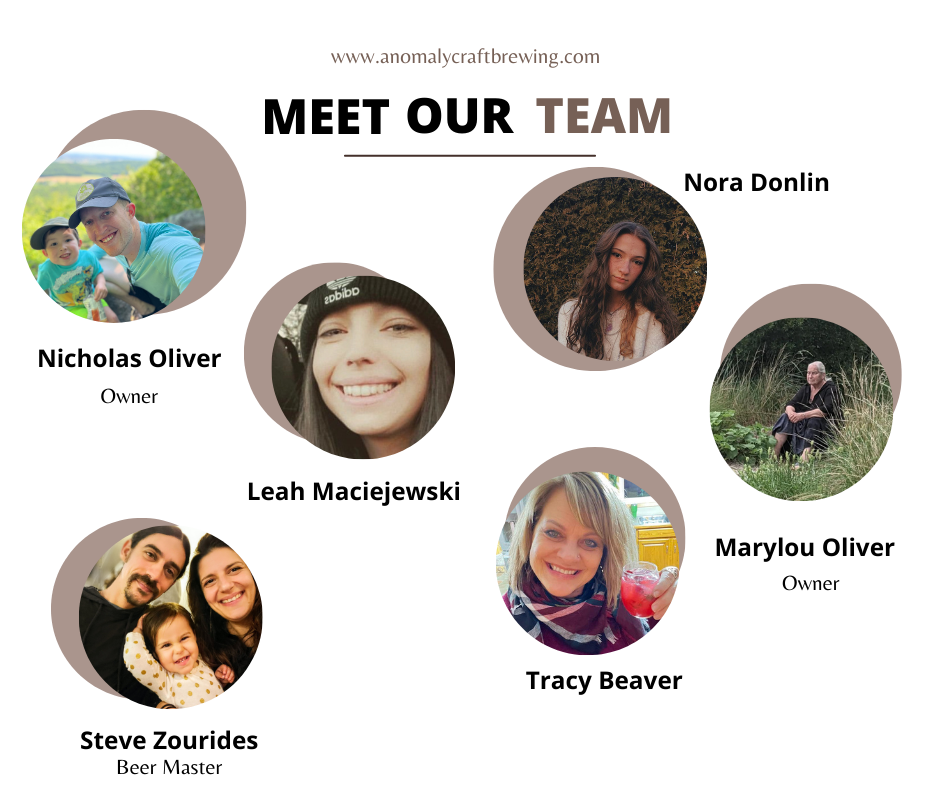 www.anomalycraftbrewing.com
MEET OUR TEAM
Nora Donlin
Nicholas Oliver
Owner
adidas
Leah Maciejewski
Marylou Oliver
Owner
Tracy Beaver
Steve Zourides
Beer Master